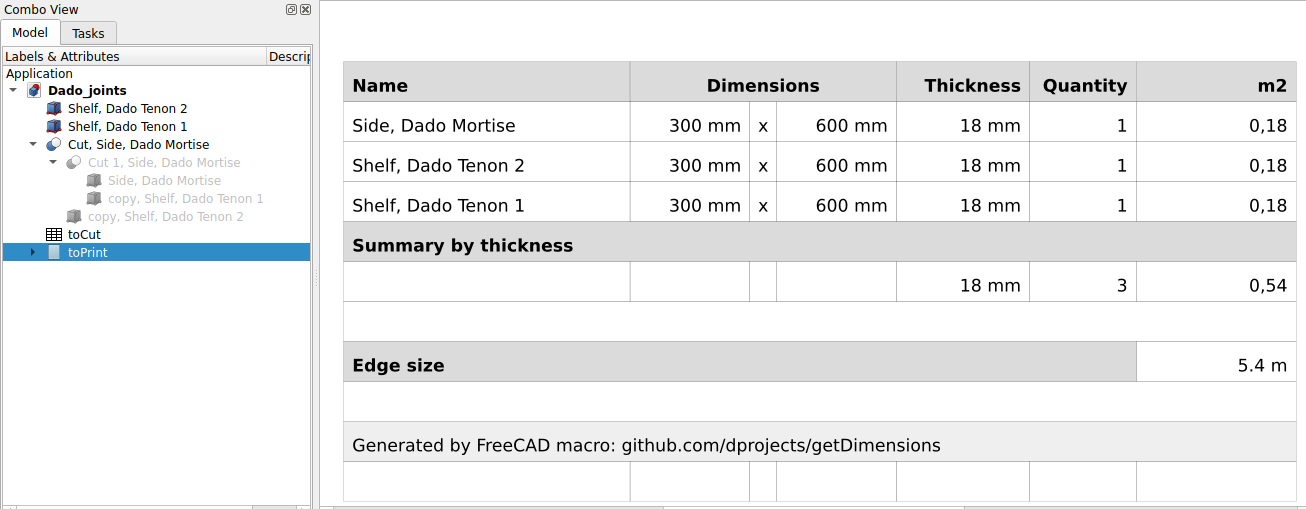 Combo View
Model Tasks
Labels & Attributes Descrip
Application
Dado_joints
Shelf, Dado Tenon 2
Shelf, Dado Tenon 1
Cut, Side, Dado Mortise
Cut 1, Side, Dado Mortise
Side, Dado Mortise
copy, Shelf, Dado Tenon 1
copy, Shelf, Dado Tenon 2
toCut
toPrint
Name Dimensions Thickness Quantity m2
Side, Dado Mortise 300 mm x 600 mm 18 mm 1 0,18
Shelf, Dado Tenon 2 300 mm x 600 mm 18 mm 1 0,18
Shelf, Dado Tenon 1 300 mm x 600 mm 18 mm 1 0,18
Summary by thickness
18 mm 3 0,54
Edge size 5.4 m
Generated by FreeCAD macro: github.com/dprojects/getDimensions